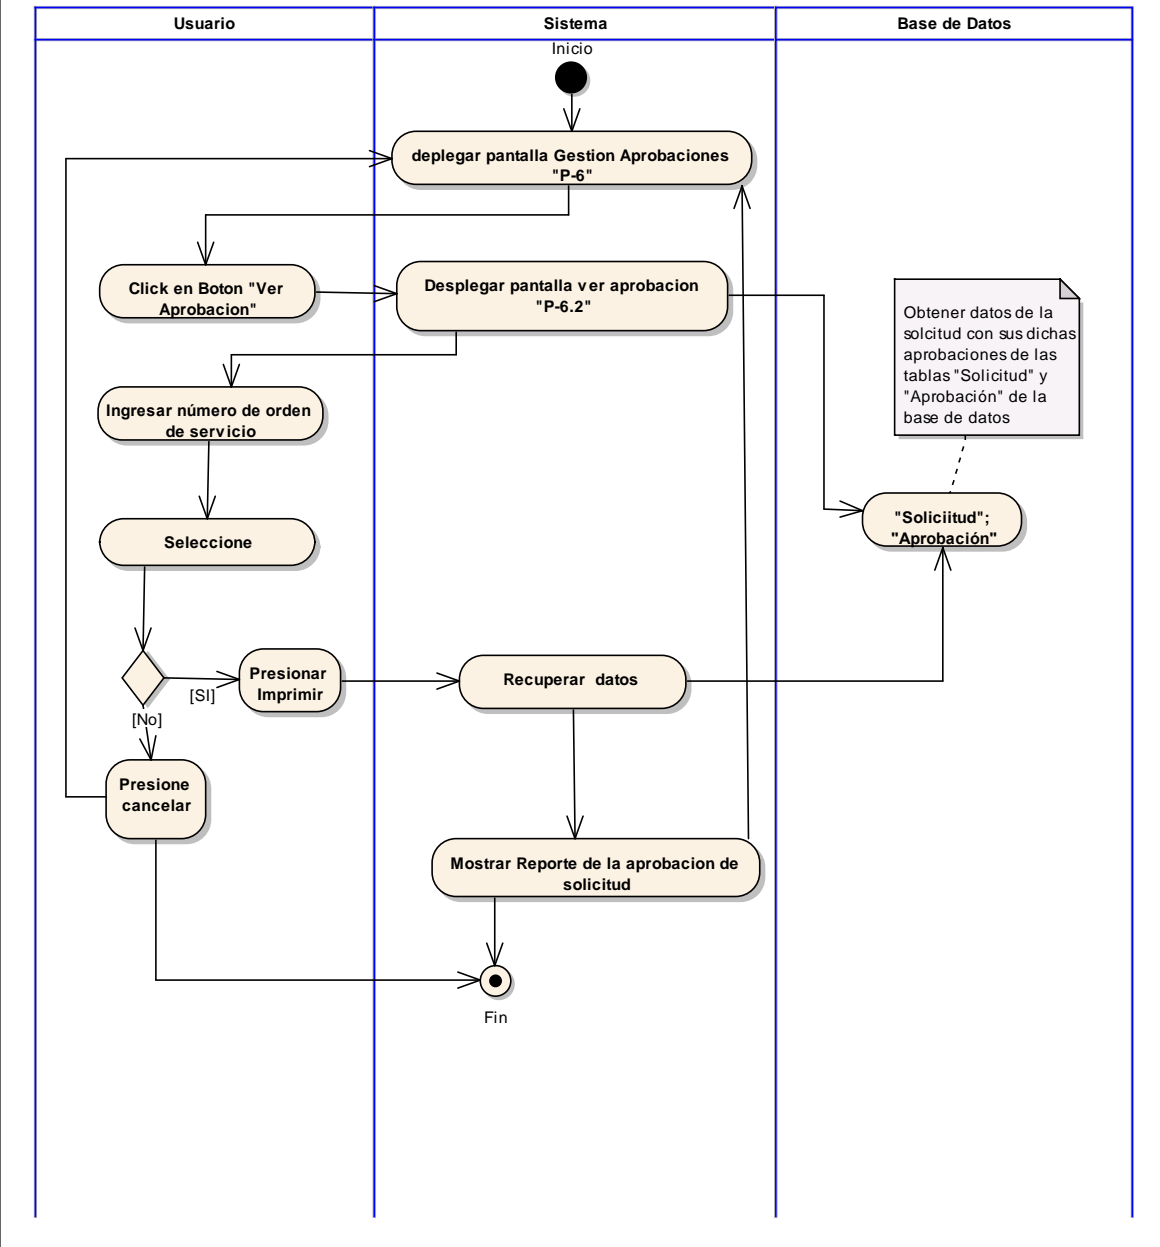 Usuario
Sistema
Base de Datos
Inicio
deplegar pantalla Gestion Aprobaciones
"P-6"
Click en Boton "Ver
Aprobacion"
Desplegar pantalla ver aprobacion
"P-6.2"
Obtener datos de la
solcitud con sus dichas
aprobaciones de las
tablas "Solicitud" y
"Aprobación" de la
base de datos
Ingresar número de orden
de servicio
"Soliciitud";
"Aprobación"
Seleccione
Presionar
Imprimir
Recuperar datos
[SI]
[No]
Presione
cancelar
Mostrar Reporte de la aprobacion de
solicitud
Fin